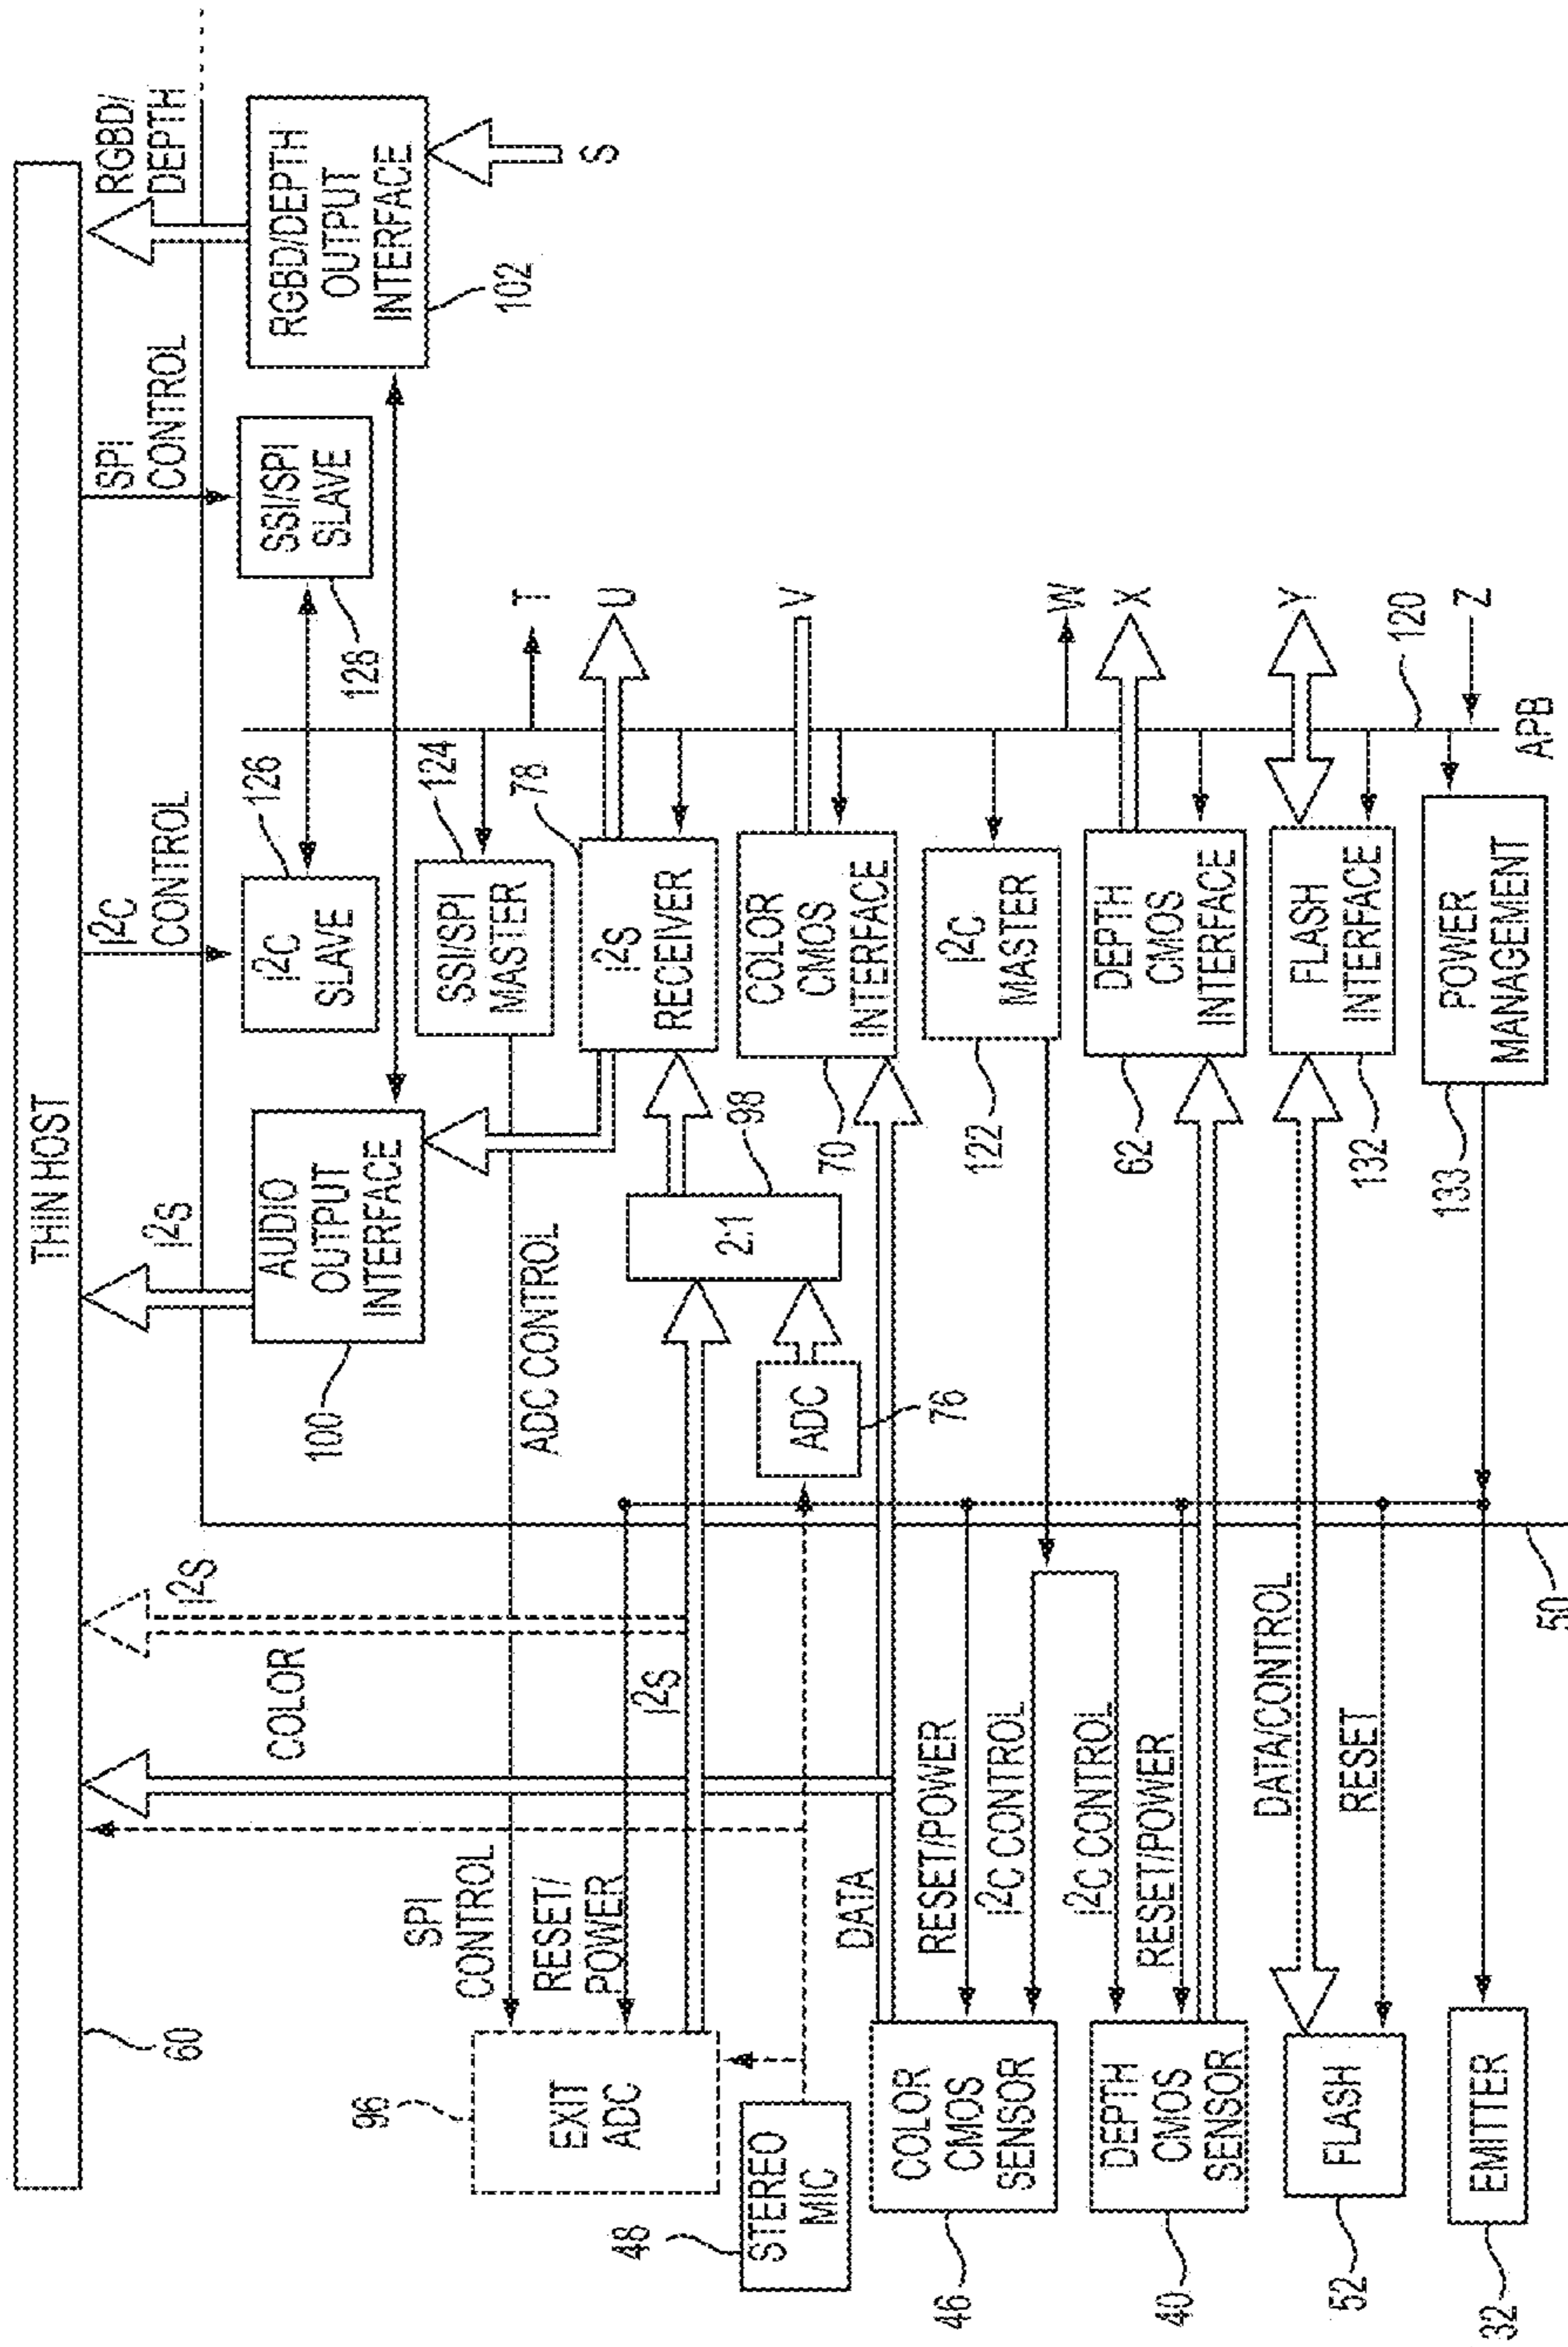 THIN HOST
60
I²S
COLOR
I²S
I²C
CONTROL
SPI
CONTROL
RGBD/
DEPTH
96
EXIT
ADC
SPI
CONTROL
RESET/
POWER
I²S
ADC CONTROL
100
AUDIO
OUTPUT
INTERFACE
I²C
SLAVE
126
SSI/SPI
SLAVE
128
RGBD/DEPTH
OUTPUT
INTERFACE
102
S
SSI/SPI
MASTER
124
T
48
STEREO
MIC
ADC
76
2:1
98
I²S
RECEIVER
78
U
46
COLOR
CMOS
SENSOR
DATA
RESET/POWER
I²C CONTROL
COLOR
CMOS
INTERFACE
70
V
I²C
MASTER
122
W
40
DEPTH
CMOS
SENSOR
I²C CONTROL
RESET/POWER
DEPTH
CMOS
INTERFACE
62
X
52
FLASH
DATA/CONTROL
RESET
FLASH
INTERFACE
132
Y
120
32
EMITTER
50
POWER
MANAGEMENT
133
Z
APB